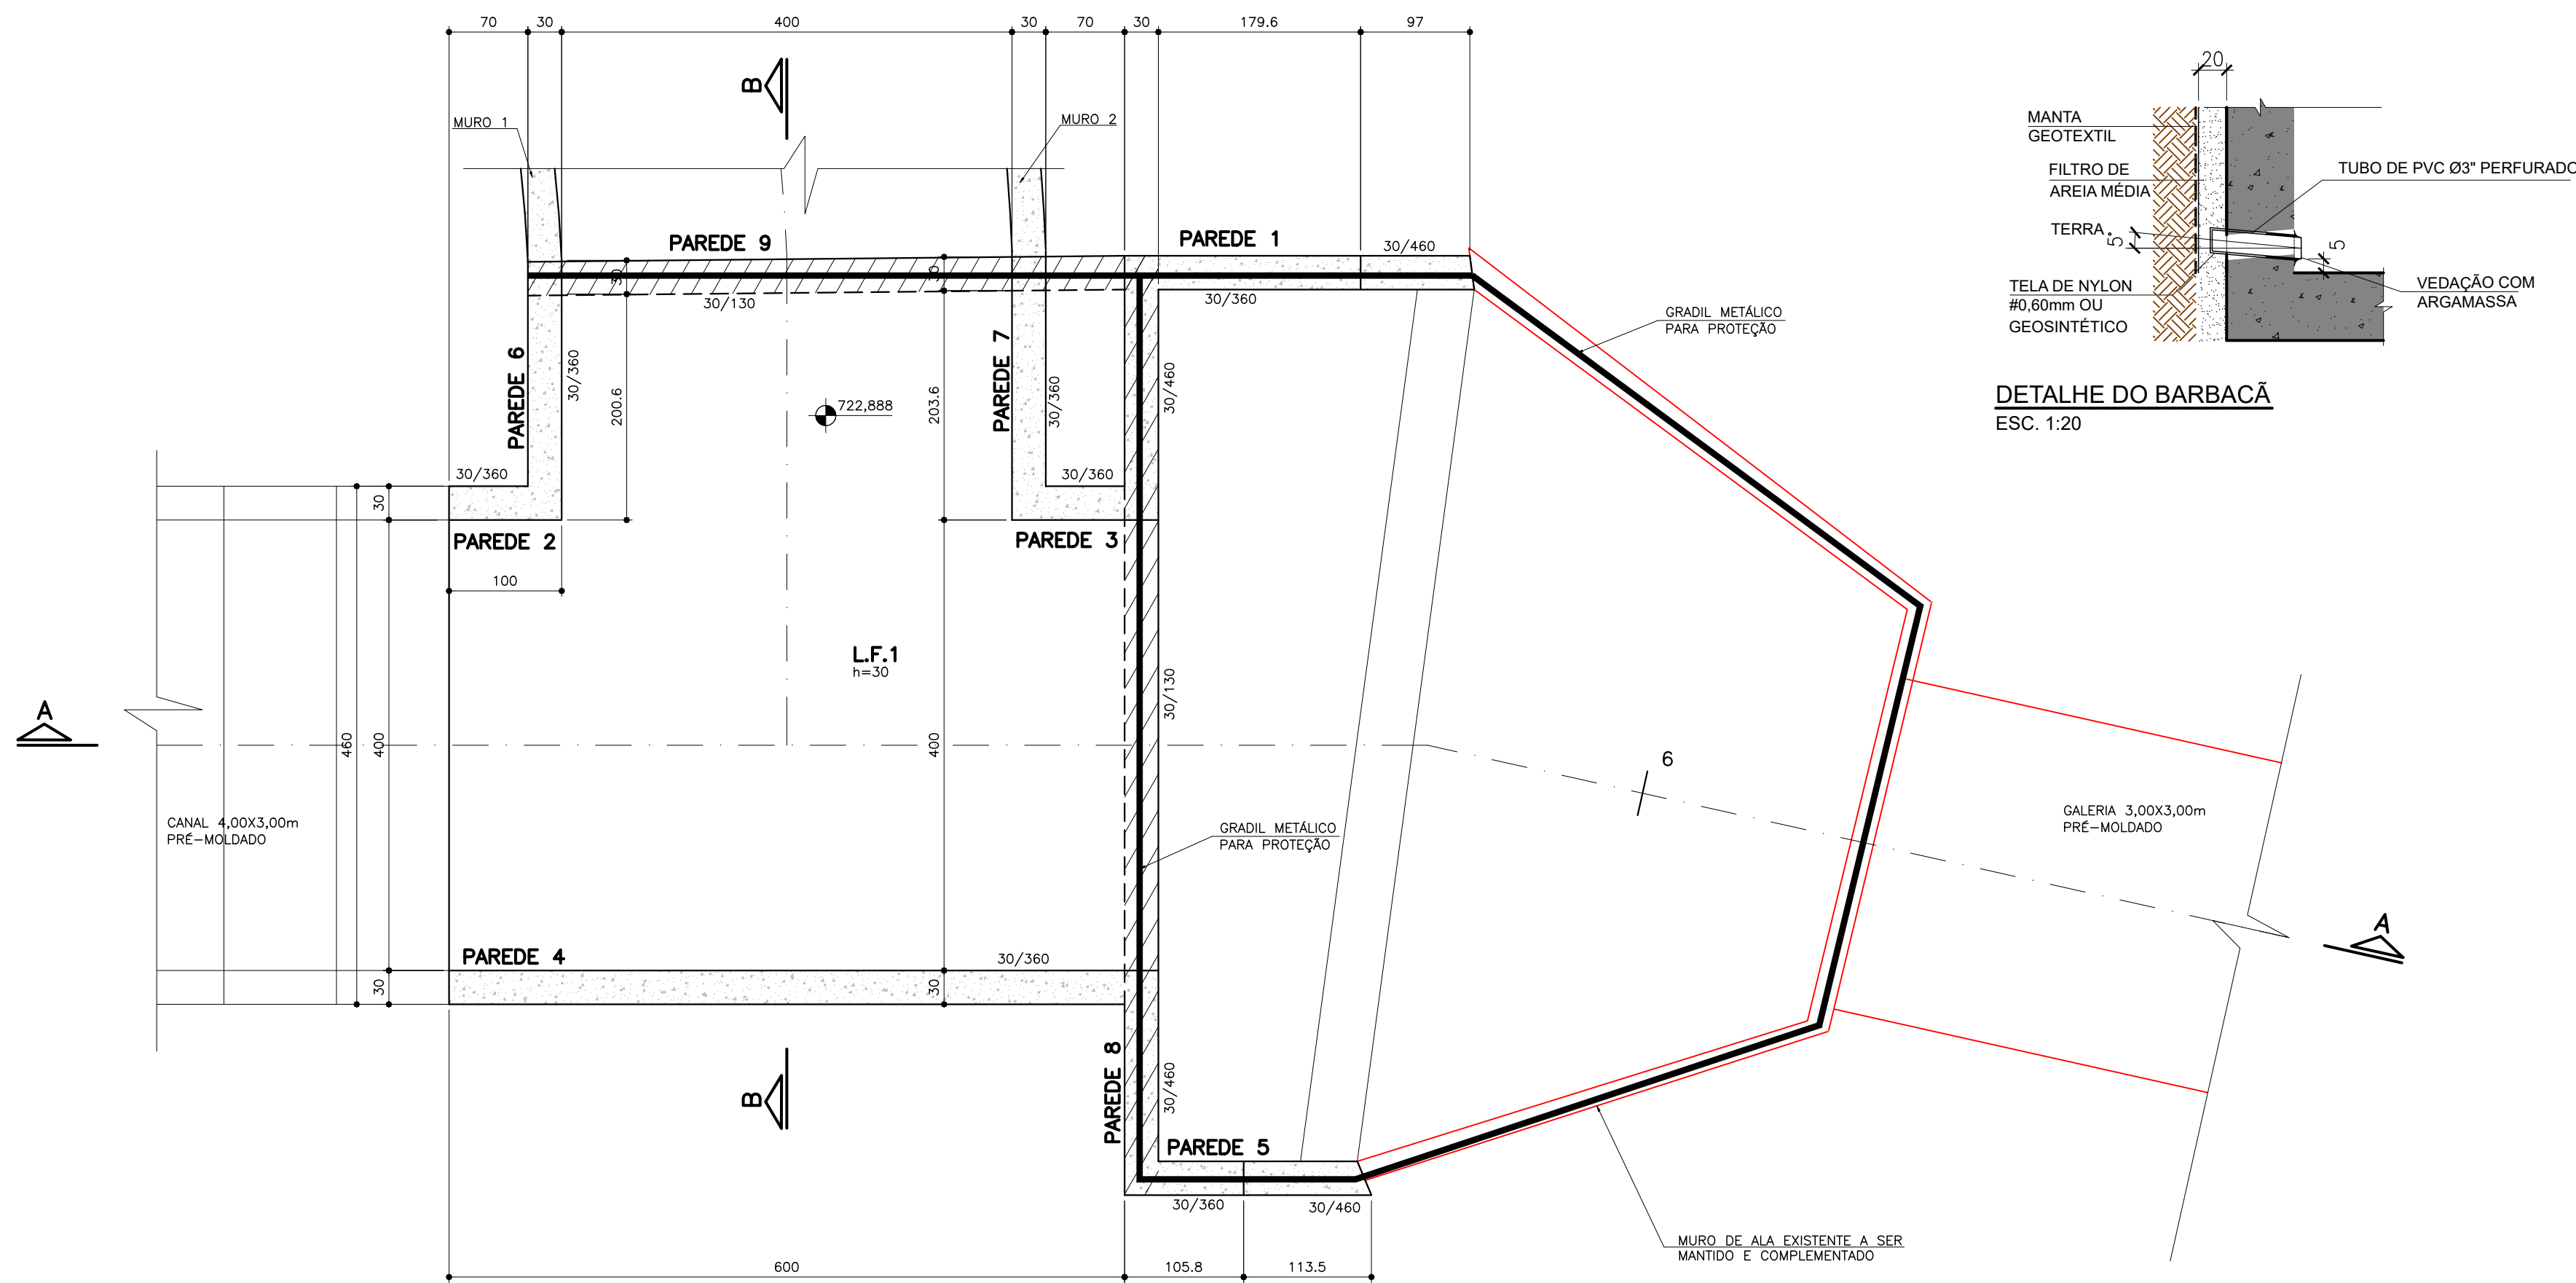 70 30 400 30 70 30 179.6 97
B
MURO 1
MURO 2
PAREDE 9
PAREDE 1
30/460
30
30
30/130
30/360
PAREDE 6
30/360
200.6
PAREDE 7
203.6
30/360
30/460
722,888
GRADIL METÁLICO
PARA PROTEÇÃO
30/360
30/360
30
PAREDE 2
PAREDE 3
100
L.F.1
h=30
30/130
A
460
400
400
6
CANAL 4,00X3,00m
PRÉ-MOLDADO
GRADIL METÁLICO
PARA PROTEÇÃO
GALERIA 3,00X3,00m
PRÉ-MOLDADO
A
PAREDE 4
30/360
30
30
PAREDE 8
30/460
B
PAREDE 5
30/360
30/460
MURO DE ALA EXISTENTE A SER
MANTIDO E COMPLEMENTADO
600 105.8 113.5
20
MANTA
GEOTEXTIL
FILTRO DE
AREIA MÉDIA
TUBO DE PVC Ø3" PERFURADO
TERRA
5°
5
TELA DE NYLON
#0,60mm OU
GEOSINTÉTICO
VEDAÇÃO COM
ARGAMASSA
DETALHE DO BARBACÃ
ESC. 1:20